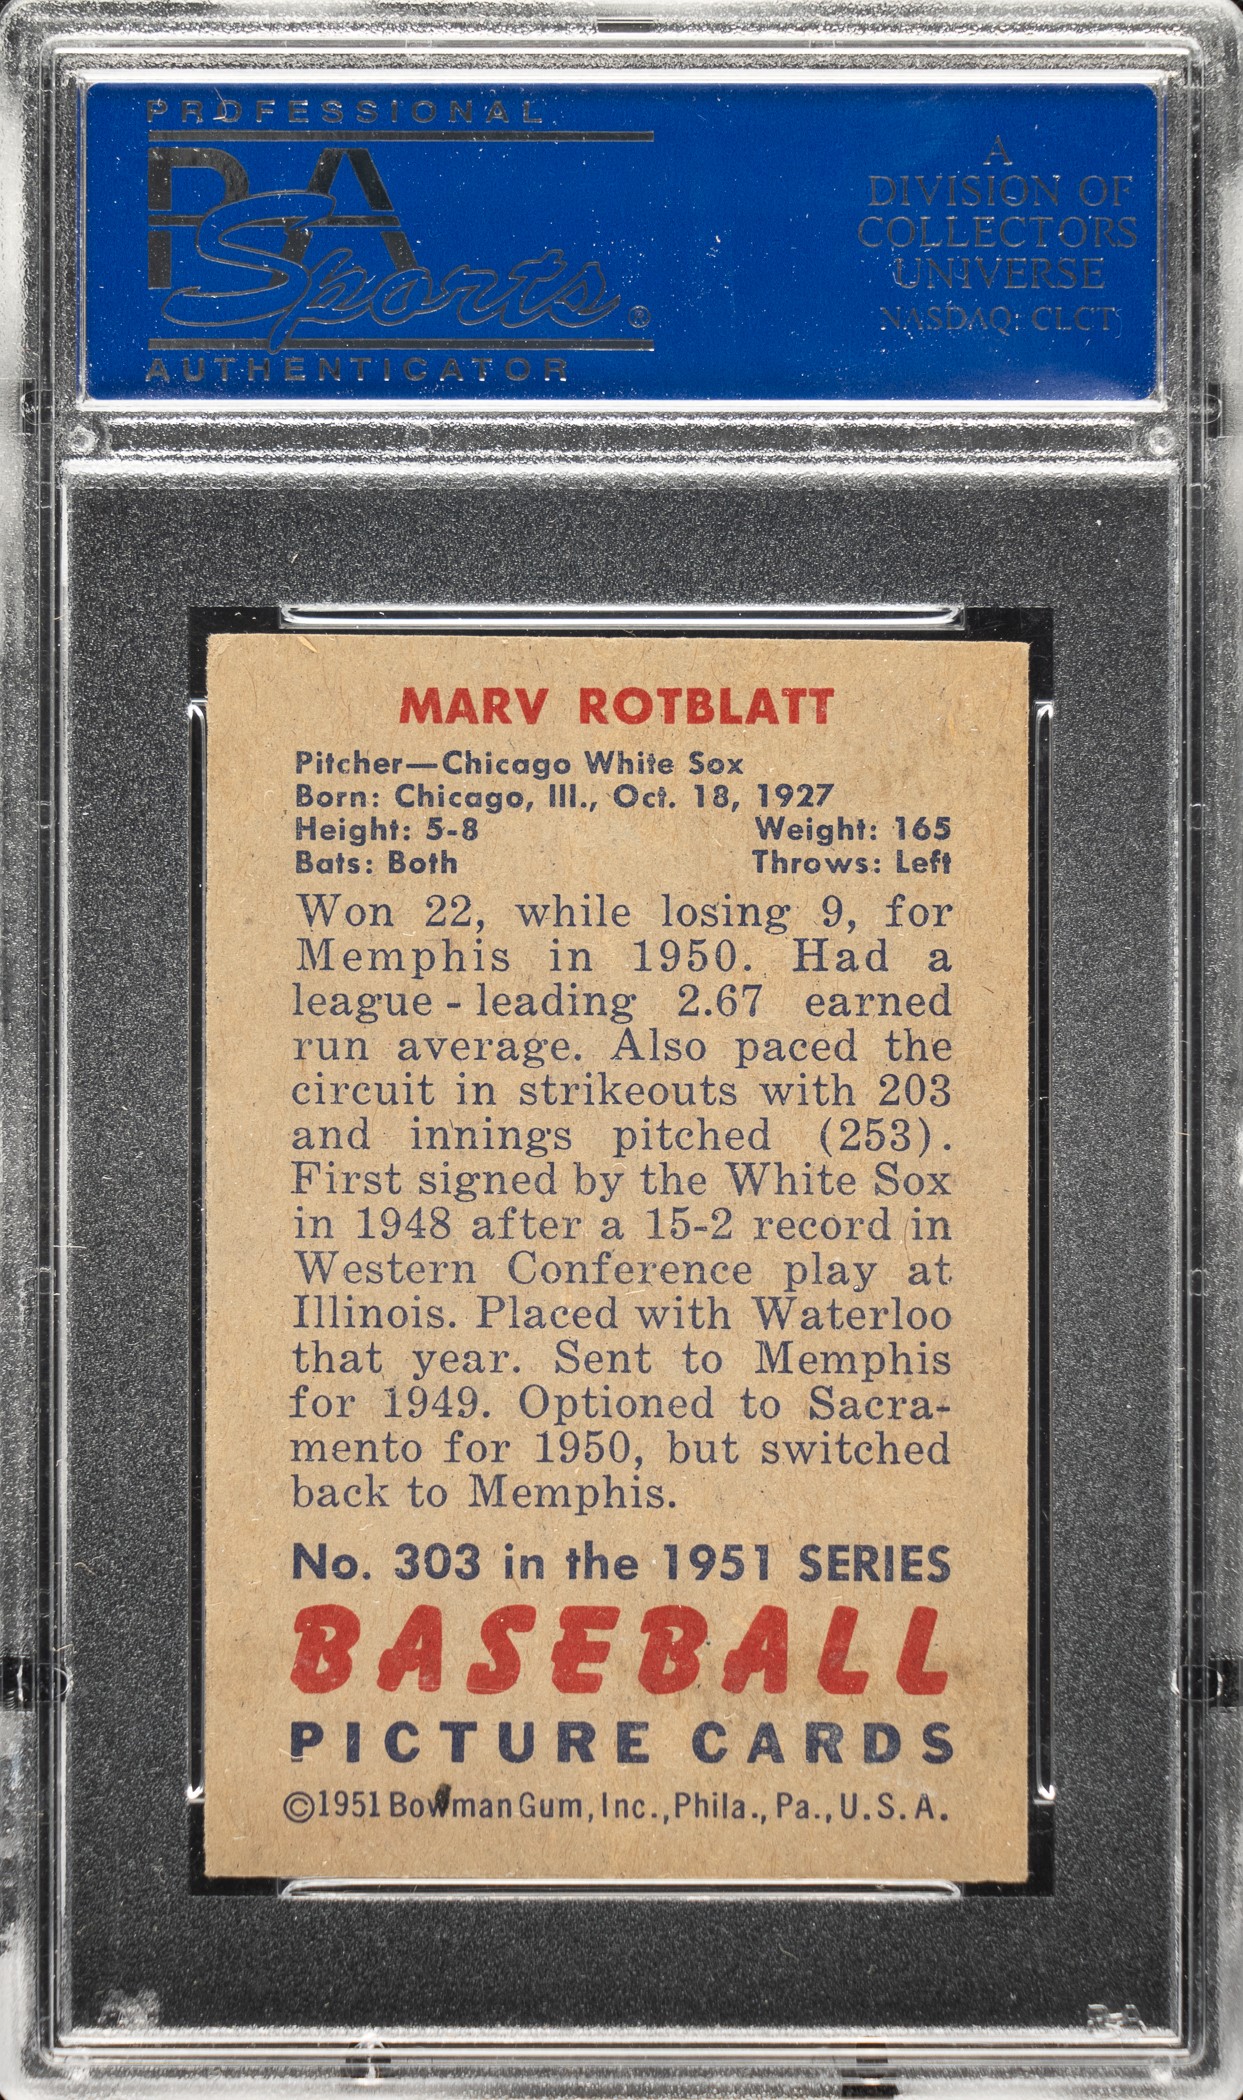 PROFESSIONAL
PSA
Sports®
AUTHENTICATOR
A
DIVISION OF
COLLECTORS
UNIVERSE
NASDAQ: CLCT
MARV ROTBLATT
Pitcher—Chicago White Sox
Born: Chicago, Ill., Oct. 18, 1927
Height: 5-8 Weight: 165
Bats: Both Throws: Left
Won 22, while losing 9, for
Memphis in 1950. Had a
league-leading 2.67 earned
run average. Also paced the
circuit in strikeouts with 203
and innings pitched (253).
First signed by the White Sox
in 1948 after a 15-2 record in
Western Conference play at
Illinois. Placed with Waterloo
that year. Sent to Memphis
for 1949. Optioned to Sacra-
mento for 1950, but switched
back to Memphis.
No. 303 in the 1951 SERIES
BASEBALL
PICTURE CARDS
©1951 Bowman Gum, Inc., Phila., Pa., U.S.A.
PSA